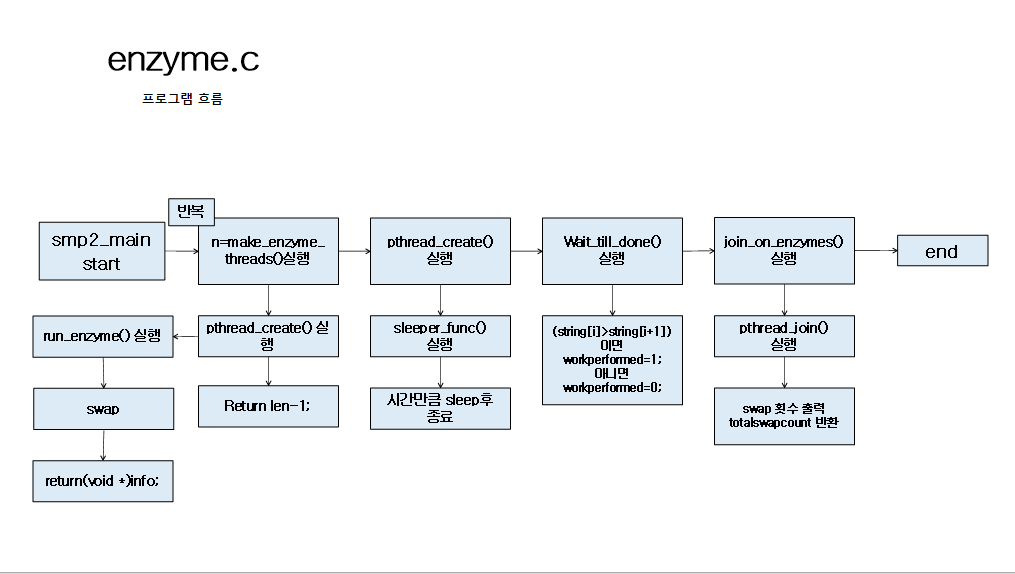 enzyme.c
프로그램 흐름
반복
smp2_main
start
n=make_enzyme_
threads()실행
pthread_create()
실행
Wait_till_done()
실행
join_on_enzymes()
실행
end
run_enzyme() 실행
pthread_create() 실
행
sleeper_func()
실행
(string[i]>string[i+1])
이면
workperformed=1;
아니면
workperformed=0;
pthread_join()
실행
swap
Return len-1;
시간만큼 sleep후
종료
swap 횟수 출력
totalswapcount 반환
return(void *)info;